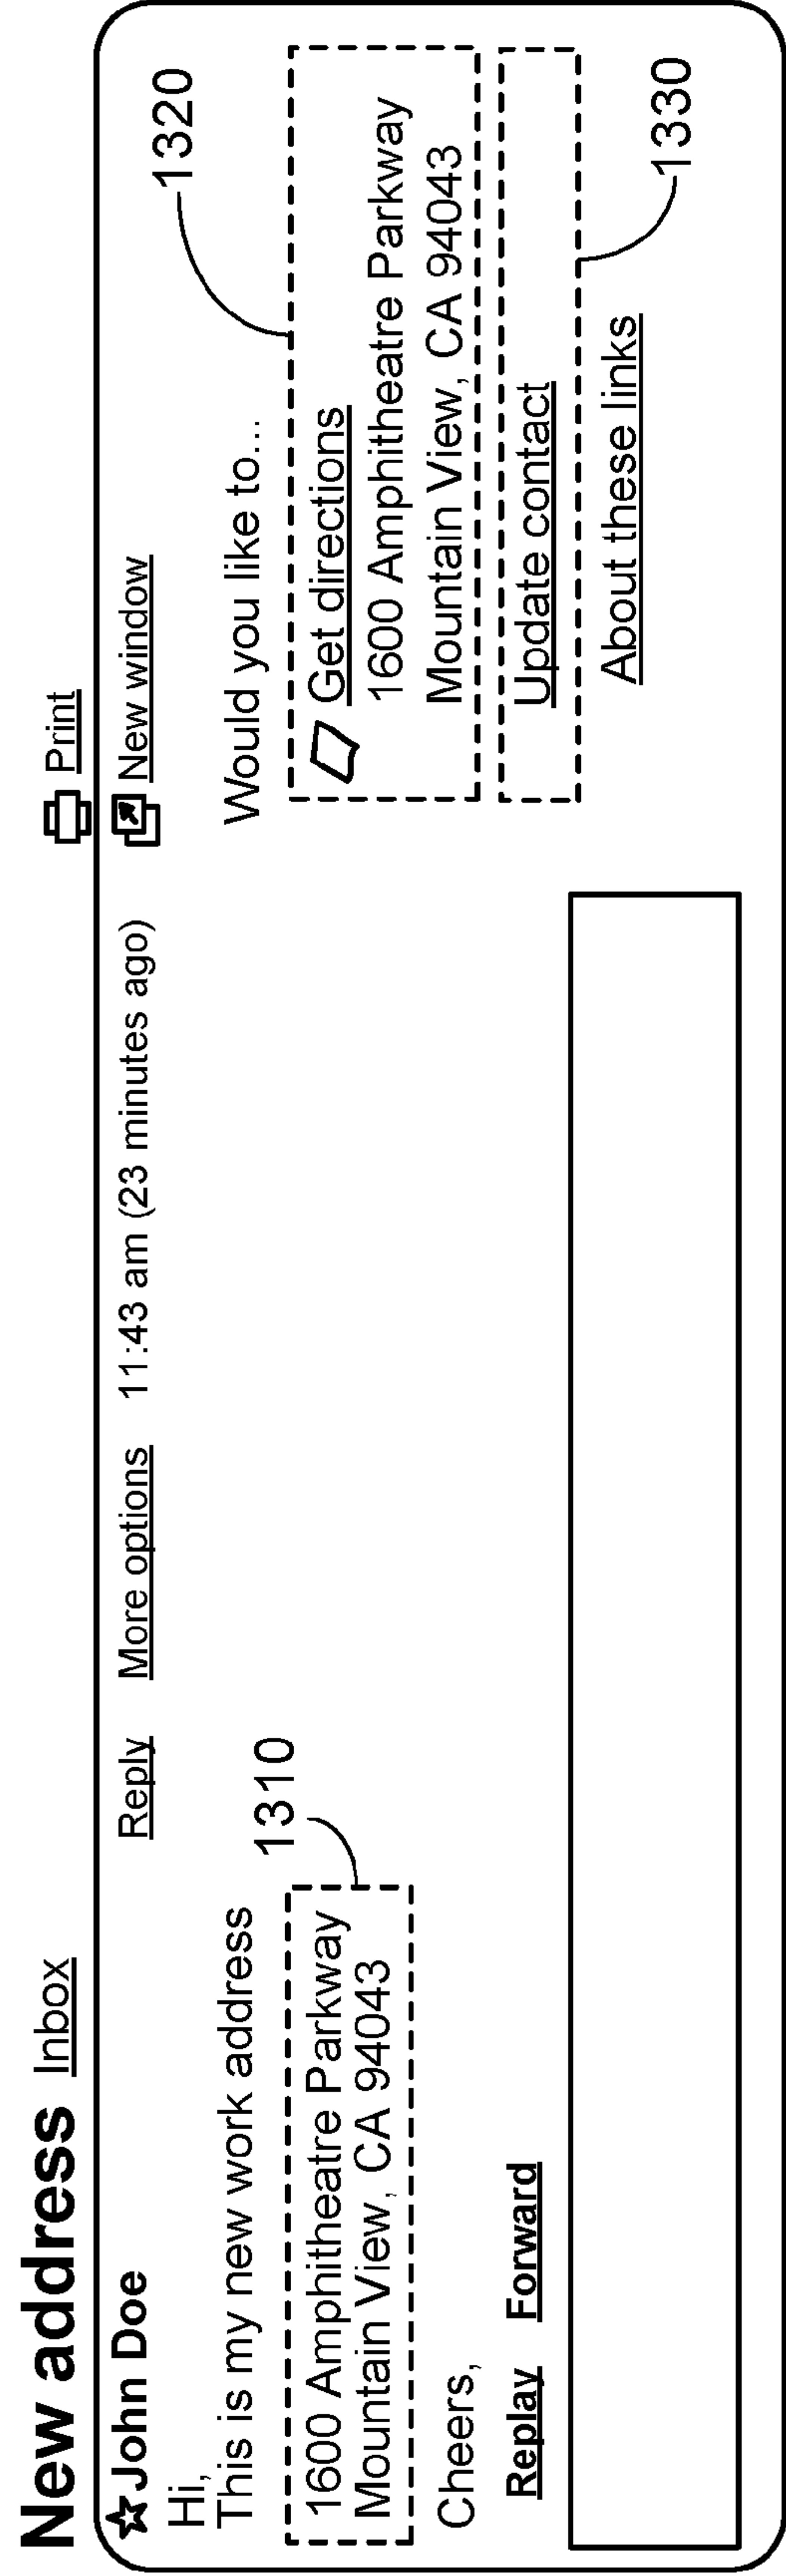 New address Inbox
Print
☆John Doe
Reply More options 11:43 am (23 minutes ago)
New window
Hi,
This is my new work address
1310
1600 Amphitheatre Parkway
Mountain View, CA 94043
Cheers,
Replay Forward
Would you like to...
1320
Get directions
1600 Amphitheatre Parkway
Mountain View, CA 94043
Update contact
1330
About these links